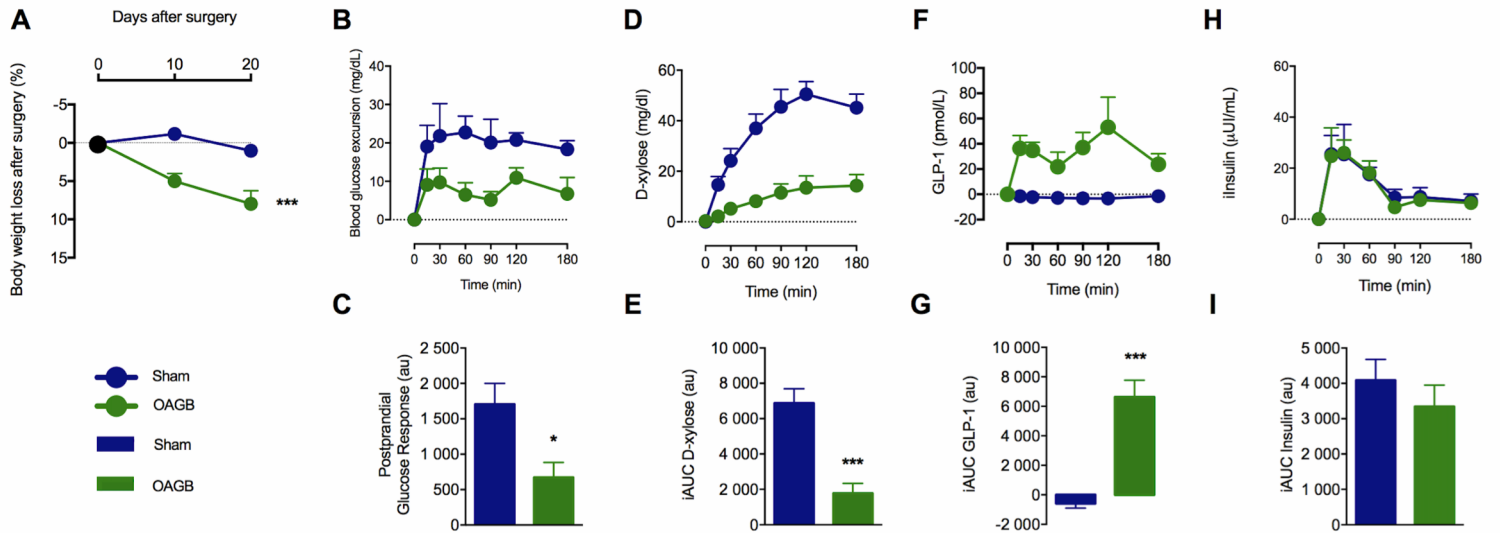 A
Days after surgery
0 10 20
Body weight loss after surgery (%)
-5
0
5
10
15
***
B
Blood glucose excursion (mg/dL)
40
30
20
10
0
0 30 60 90 120 180
Time (min)
D
D-xylose (mg/dl)
60
40
20
0
0 30 60 90 120 180
Time (min)
F
GLP-1 (pmol/L)
100
80
60
40
20
0
-20
0 30 60 90 120 180
Time (min)
H
iInsulin (µUI/mL)
60
40
20
0
0 30 60 90 120 180
Time (min)
Sham
OAGB
Sham
OAGB
C
Postprandial
Glucose Response (au)
2 500
2 000
1 500
1 000
500
0
*
E
iAUC D-xylose (au)
10 000
8 000
6 000
4 000
2 000
0
***
G
iAUC GLP-1 (au)
10 000
8 000
6 000
4 000
2 000
0
-2 000
***
I
iAUC Insulin (au)
5 000
4 000
3 000
2 000
1 000
0